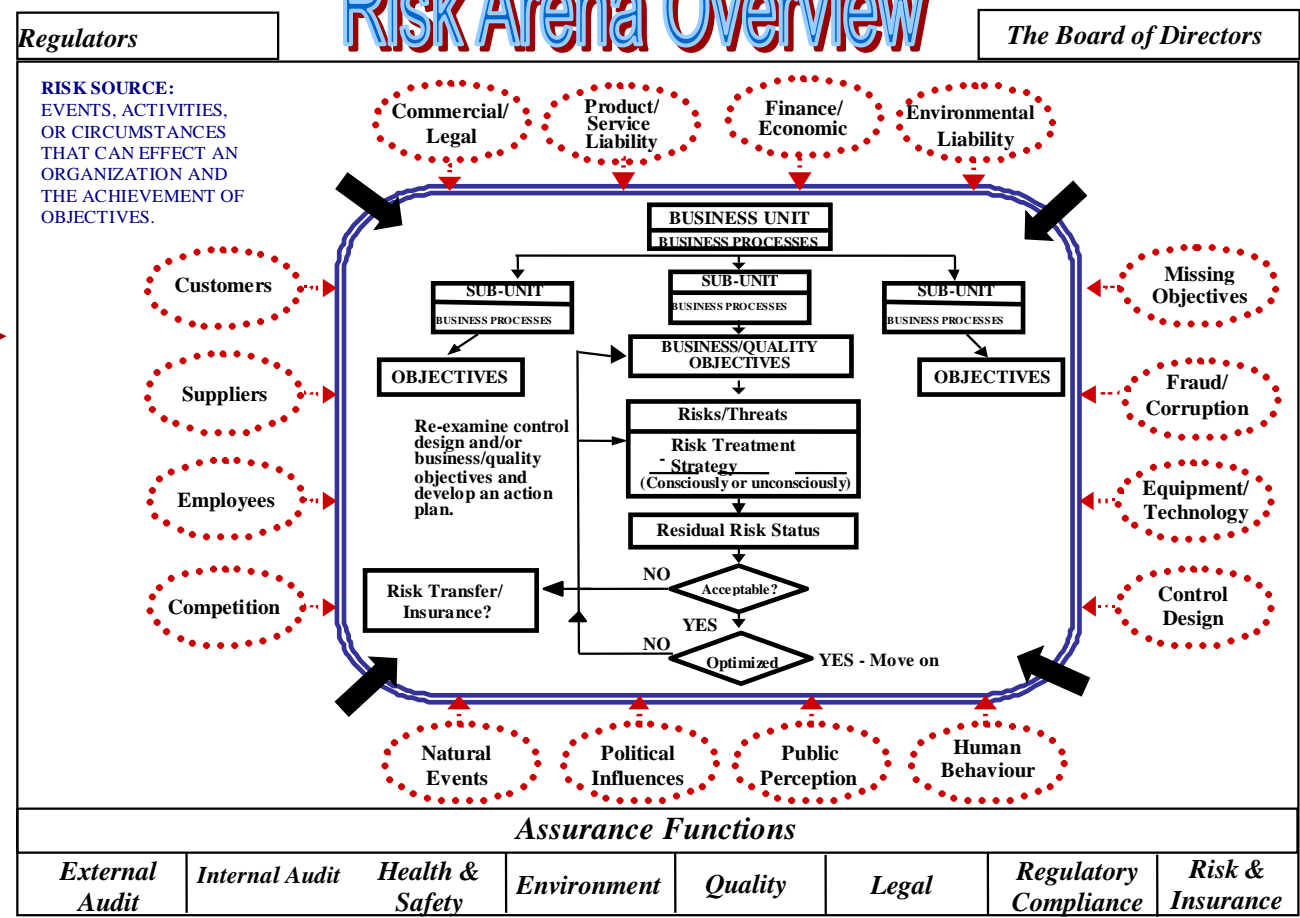 Risk Arena Overview
Regulators
The Board of Directors
RISK SOURCE:
EVENTS, ACTIVITIES,
OR CIRCUMSTANCES
THAT CAN EFFECT AN
ORGANIZATION AND
THE ACHIEVEMENT OF
OBJECTIVES.
Commercial/
Legal
Product/
Service
Liability
Finance/
Economic
Environmental
Liability
Customers
Suppliers
Employees
Competition
BUSINESS UNIT
BUSINESS PROCESSES
SUB-UNIT
BUSINESS PROCESSES
SUB-UNIT
BUSINESS PROCESSES
SUB-UNIT
BUSINESS PROCESSES
OBJECTIVES
BUSINESS/QUALITY
OBJECTIVES
OBJECTIVES
Re-examine control
design and/or
business/quality
objectives and
develop an action
plan.
Risks/Threats
Risk Treatment
- Strategy
(Consciously or unconsciously)
Residual Risk Status
Risk Transfer/
Insurance?
NO
Acceptable?
YES
NO
Optimized
YES - Move on
Missing
Objectives
Fraud/
Corruption
Equipment/
Technology
Control
Design
Natural
Events
Political
Influences
Public
Perception
Human
Behaviour
Assurance Functions
External
Audit
Internal Audit
Health &
Safety
Environment
Quality
Legal
Regulatory
Compliance
Risk &
Insurance